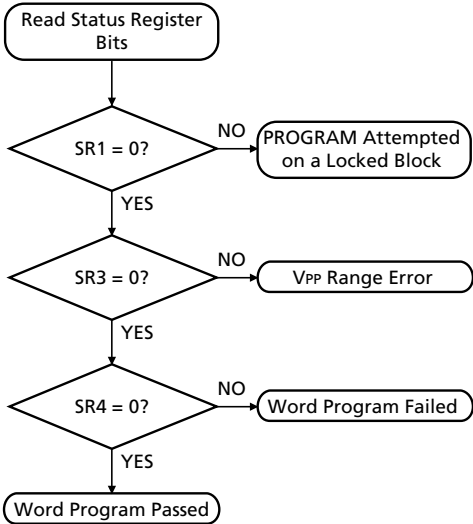 Read Status Register
Bits
SR1 = 0?
NO
PROGRAM Attempted
on a Locked Block
YES
SR3 = 0?
NO
VPP Range Error
YES
SR4 = 0?
NO
Word Program Failed
YES
Word Program Passed